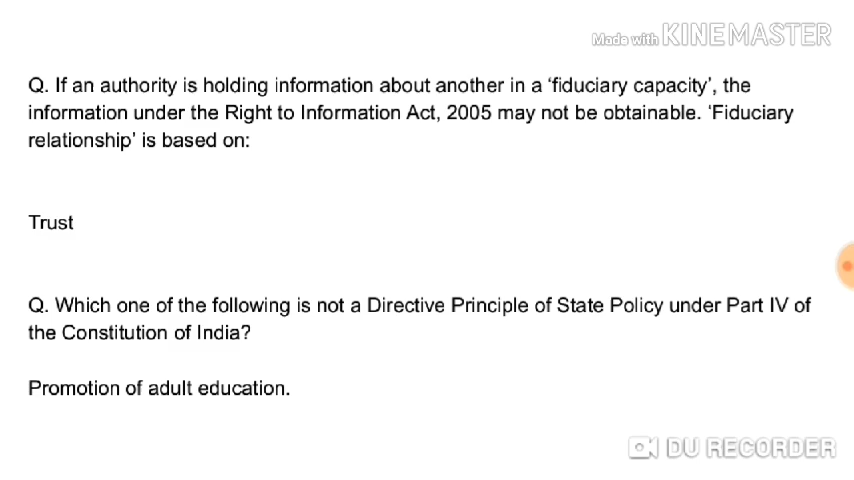 Made with KINEMASTER
Q. If an authority is holding information about another in a ‘fiduciary capacity’, the
information under the Right to Information Act, 2005 may not be obtainable. ‘Fiduciary
relationship’ is based on:
Trust
Q. Which one of the following is not a Directive Principle of State Policy under Part IV of
the Constitution of India?
Promotion of adult education.
DU RECORDER